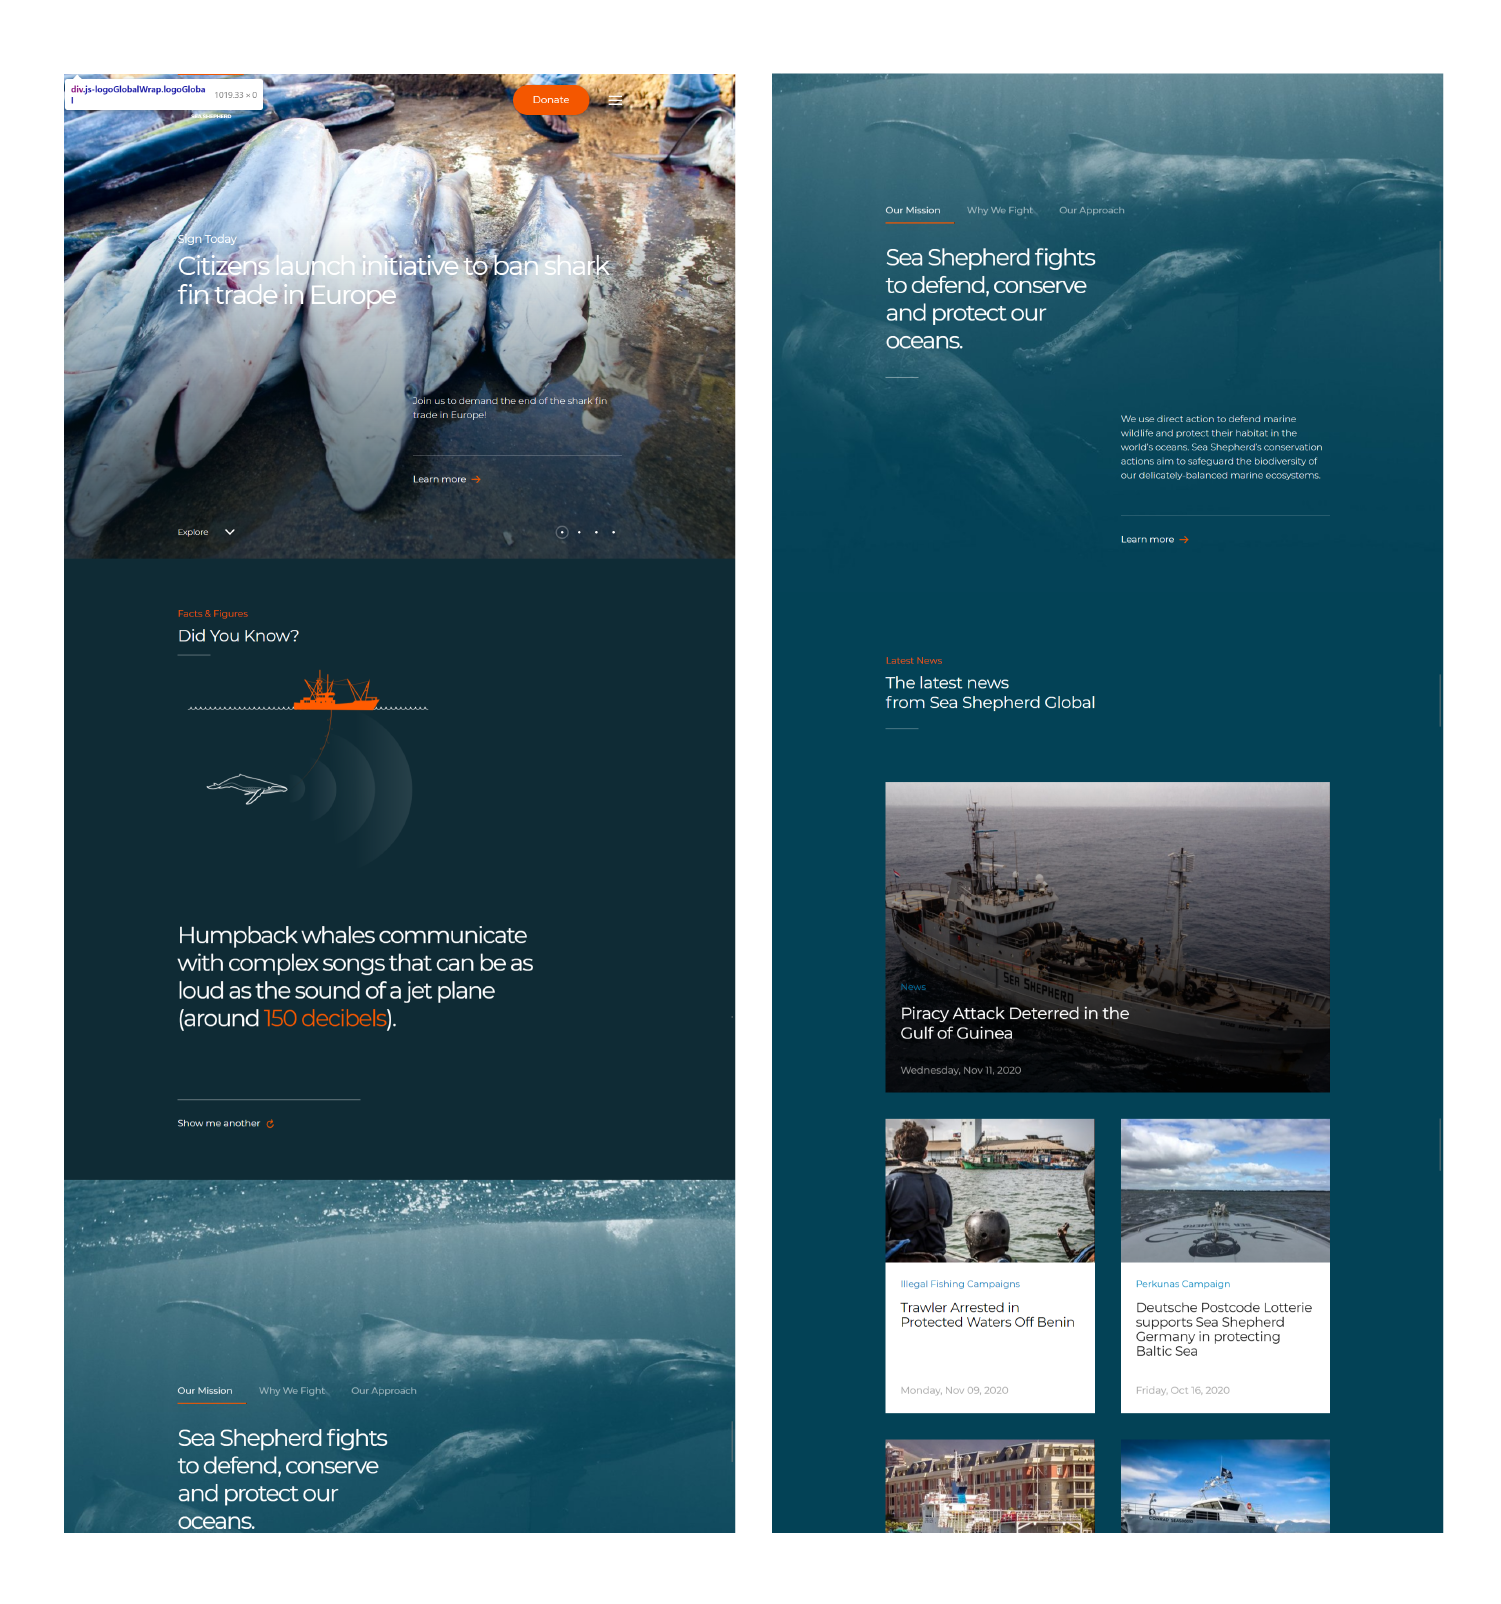 div.js-logoGlobalWrap.logoGloba
l
1019.33 × 0
SEA SHEPHERD
Donate
Sign Today
Citizens launch initiative to ban shark
fin trade in Europe
Join us to demand the end of the shark fin
trade in Europe!
Learn more
Explore
Facts & Figures
Did You Know?
Humpback whales communicate
with complex songs that can be as
loud as the sound of a jet plane
(around 150 decibels).
Show me another
Our Mission Why We Fight Our Approach
Sea Shepherd fights
to defend, conserve
and protect our
oceans.
Our Mission Why We Fight Our Approach
Sea Shepherd fights
to defend, conserve
and protect our
oceans.
We use direct action to defend marine
wildlife and protect their habitat in the
world's oceans. Sea Shepherd's conservation
actions aim to safeguard the biodiversity of
our delicately-balanced marine ecosystems.
Learn more
Latest News
The latest news
from Sea Shepherd Global
SEA SHEPHERD
News
Piracy Attack Deterred in the
Gulf of Guinea
Wednesday, Nov 11, 2020
Illegal Fishing Campaigns
Trawler Arrested in
Protected Waters Off Benin
Monday, Nov 09, 2020
Perkunas Campaign
Deutsche Postcode Lotterie
supports Sea Shepherd
Germany in protecting
Baltic Sea
Friday, Oct 16, 2020